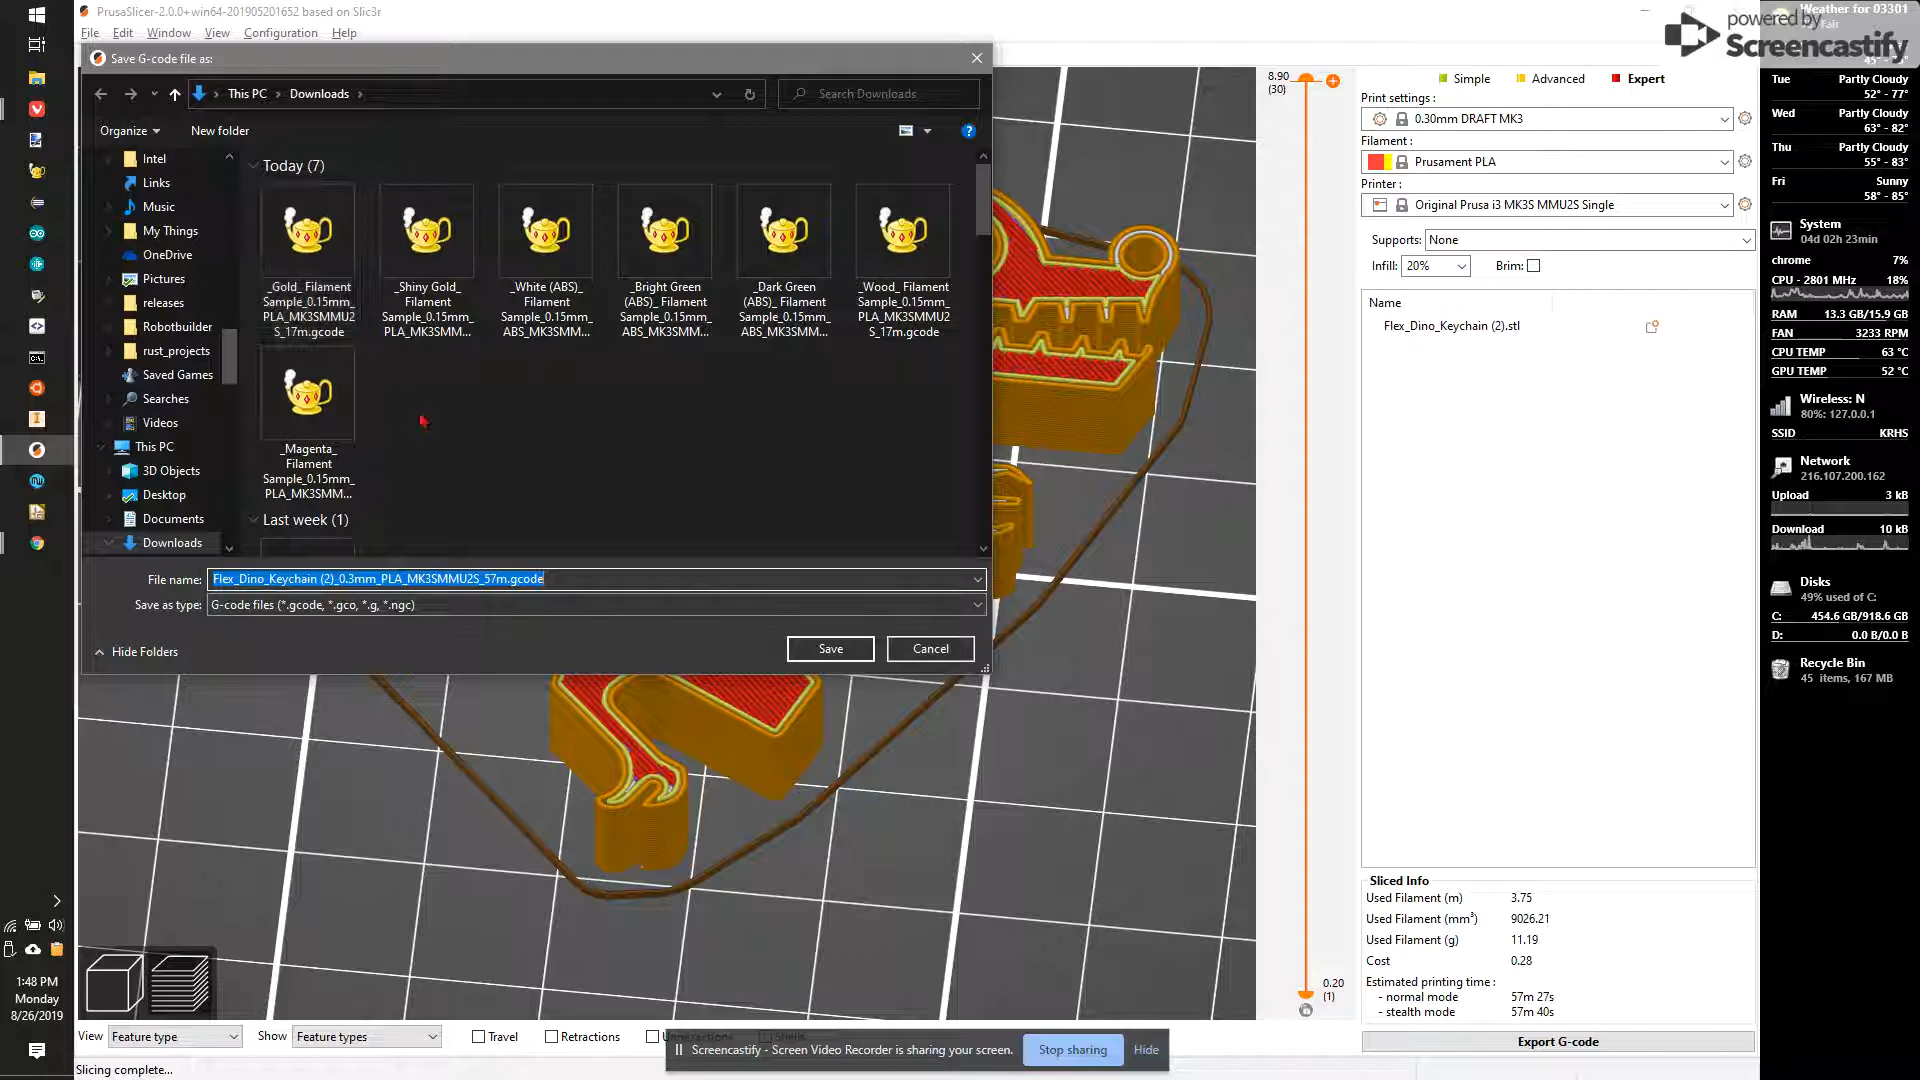 PrusaSlicer-2.0.0+win64-201905201652 based on Slic3r
File Edit Window View Configuration Help
Save G-code file as:
This PC Downloads
Search Downloads
Organize New folder
Intel
Links
Music
My Things
OneDrive
Pictures
releases
Robotbuilder
rust_projects
Saved Games
Searches
Videos
This PC
3D Objects
Desktop
Documents
Downloads
Today (7)
_Gold_ Filament
Sample_0.15mm_
PLA_MK3SMMU2
S_17m.gcode
_Shiny Gold_
Filament
Sample_0.15mm_
PLA_MK3SMM...
_White (ABS)_
Filament
Sample_0.15mm_
ABS_MK3SMM...
_Bright Green
(ABS)_ Filament
Sample_0.15mm_
ABS_MK3SMM...
_Dark Green
(ABS)_ Filament
Sample_0.15mm_
ABS_MK3SMM...
_Wood_ Filament
Sample_0.15mm_
PLA_MK3SMMU2
S_17m.gcode
_Magenta_
Filament
Sample_0.15mm_
PLA_MK3SMM...
Last week (1)
File name: Flex_Dino_Keychain (2)_0.3mm_PLA_MK3SMMU2S_57m.gcode
Save as type: G-code files (*.gcode, *.gco, *.g, *.ngc)
Hide Folders
Save Cancel
8.90
(30)
0.20
(1)
Simple Advanced Expert
Print settings :
0.30mm DRAFT MK3
Filament :
Prusament PLA
Printer :
Original Prusa i3 MK3S MMU2S Single
Supports: None
Infill: 20% Brim:
Name
Flex_Dino_Keychain (2).stl
Sliced Info
Used Filament (m) 3.75
Used Filament (mm³) 9026.21
Used Filament (g) 11.19
Cost 0.28
Estimated printing time :
- normal mode 57m 27s
- stealth mode 57m 40s
Export G-code
View Feature type Show Feature types Travel Retractions
Screencastify - Screen Video Recorder is sharing your screen. Stop sharing Hide
Slicing complete...
1:48 PM
Monday
8/26/2019
powered by
Screencastify
Weather for 03301
Fair
Tue Partly Cloudy
52° - 77°
Wed Partly Cloudy
63° - 82°
Thu Partly Cloudy
55° - 83°
Fri Sunny
58° - 85°
System
04d 02h 23min
chrome 7%
CPU - 2801 MHz 18%
RAM 13.3 GB/15.9 GB
FAN 3233 RPM
CPU TEMP 63 °C
GPU TEMP 52 °C
Wireless: N
80%: 127.0.0.1
SSID KRHS
Network
216.107.200.162
Upload 3 kB
Download 10 kB
Disks
49% used of C:
C: 454.6 GB/918.6 GB
D: 0.0 B/0.0 B
Recycle Bin
45 items, 167 MB